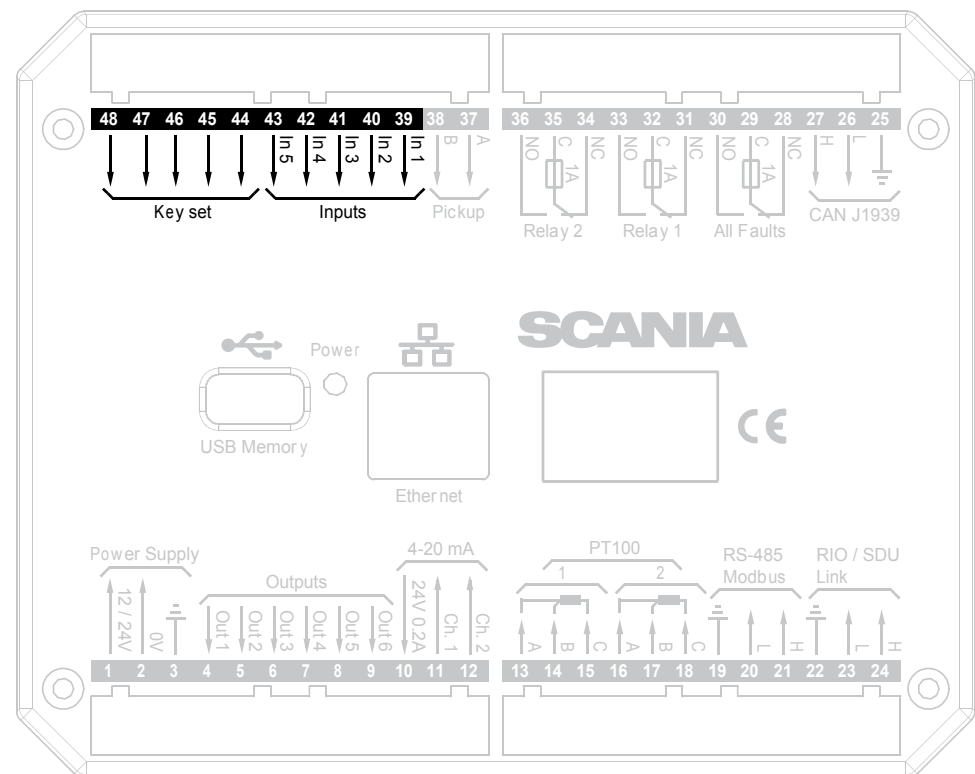 48 47 46 45 44 43 42 41 40 39 38 37 36 35 34 33 32 31 30 29 28 27 26 25
In 5 In 4 In 3 In 2 In 1 B A NO C NC NO C NC NO C NC H L
1A 1A 1A
Key set Inputs Pickup CAN J1939
Relay 2 Relay 1 All Faults
SCANIA
Power
CE
USB Memory
Ethernet
Power Supply 4-20 mA PT100 RS-485 RIO / SDU
Modbus Link
Outputs 1 2
12 / 24V 0V Out 1 Out 2 Out 3 Out 4 Out 5 Out 6 24V 0.2A Ch. 1 Ch. 2 A B C A B C L H L H
1 2 3 4 5 6 7 8 9 10 11 12 13 14 15 16 17 18 19 20 21 22 23 24